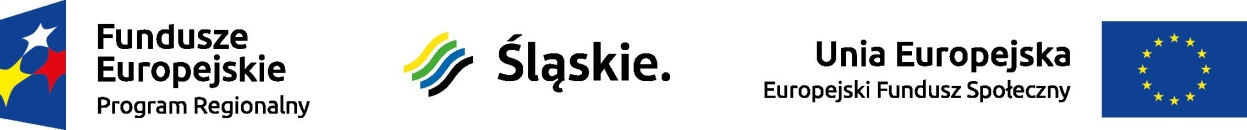 Fundusze
Europejskie
Program Regionalny
Śląskie.
Unia Europejska
Europejski Fundusz Społeczny